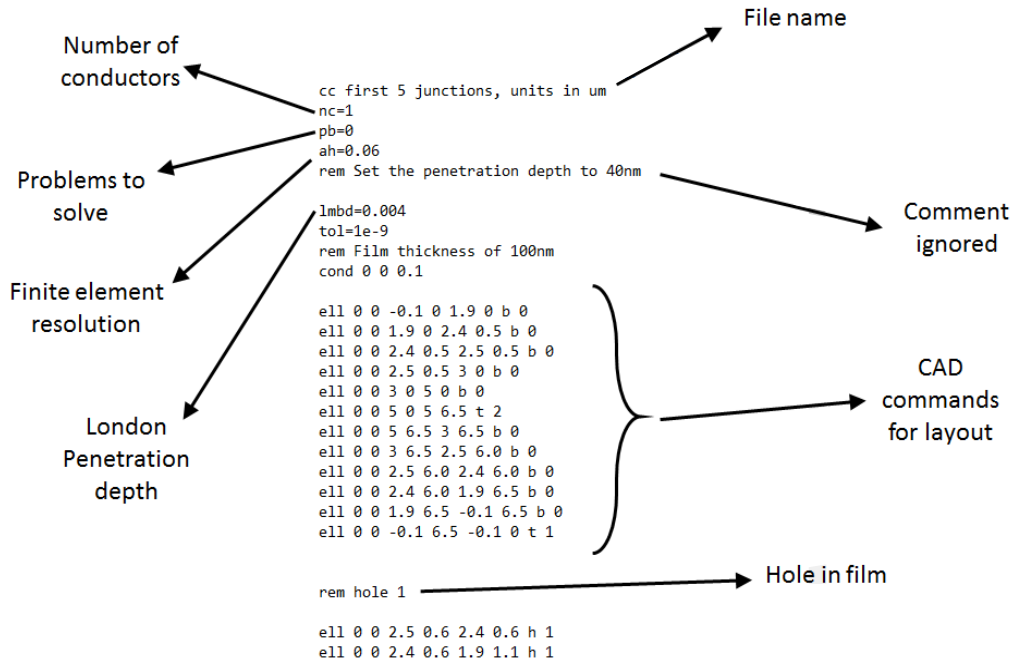 File name
Number of
conductors
cc first 5 junctions, units in um
nc=1
pb=0
ah=0.06
rem Set the penetration depth to 40nm
Problems to
solve
lmbd=0.004
tol=1e-9
rem Film thickness of 100nm
cond 0 0 0.1
Comment
ignored
Finite element
resolution
ell 0 0 -0.1 0 1.9 0 b 0
ell 0 0 1.9 0 2.4 0.5 b 0
ell 0 0 2.4 0.5 2.5 0.5 b 0
ell 0 0 2.5 0.5 3 0 b 0
ell 0 0 3 0 5 0 b 0
ell 0 0 5 0 5 6.5 t 2
ell 0 0 5 6.5 3 6.5 b 0
ell 0 0 3 6.5 2.5 6.0 b 0
ell 0 0 2.5 6.0 2.4 6.0 b 0
ell 0 0 2.4 6.0 1.9 6.5 b 0
ell 0 0 1.9 6.5 -0.1 6.5 b 0
ell 0 0 -0.1 6.5 -0.1 0 t 1
CAD
commands
for layout
London
Penetration
depth
rem hole 1
Hole in film
ell 0 0 2.5 0.6 2.4 0.6 h 1
ell 0 0 2.4 0.6 1.9 1.1 h 1